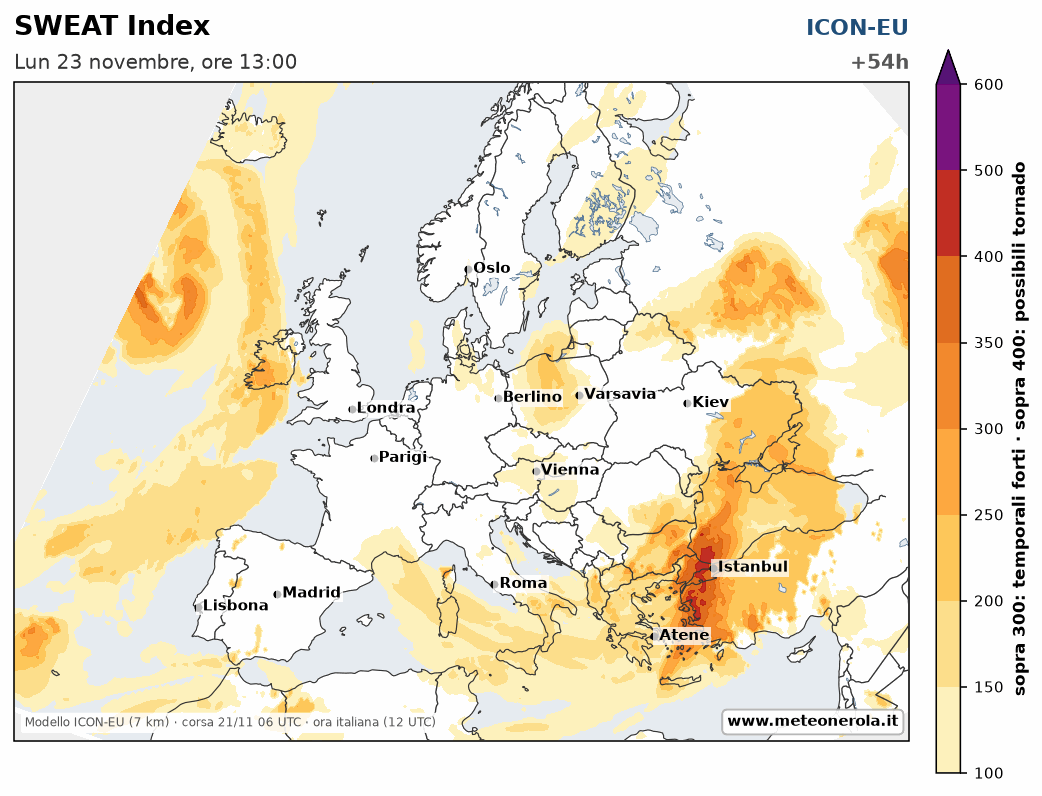 SWEAT Index
ICON-EU
Lun 23 novembre, ore 13:00
+54h
Oslo
Berlino
Varsavia
Kiev
Londra
Parigi
Vienna
Istanbul
Roma
Madrid
Lisbona
Atene
Modello ICON-EU (7 km) · corsa 21/11 06 UTC · ora italiana (12 UTC)
www.meteonerola.it
600
500
400
350
300
250
200
150
100
sopra 300: temporali forti · sopra 400: possibili tornado